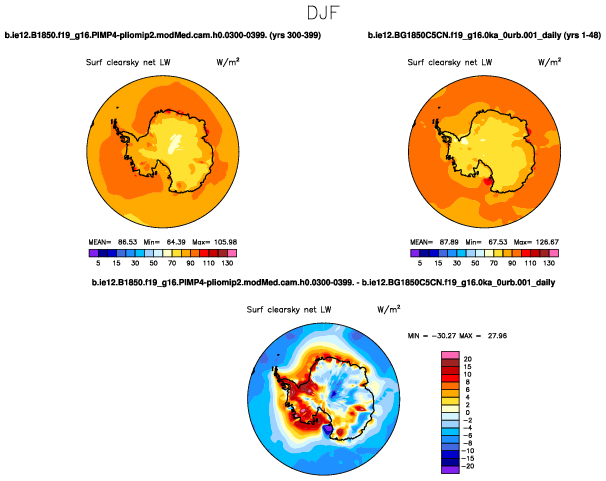 DJF
b.ie12.B1850.f19_g16.PIMP4-pliomip2.modMed.cam.h0.0300-0399. (yrs 300-399)
b.ie12.BG1850C5CN.f19_g16.0ka_0urb.001_daily (yrs 1-48)
Surf clearsky net LW W/m²
Surf clearsky net LW W/m²
MEAN= 86.53 Min= 64.39 Max= 105.98
MEAN= 87.89 Min= 67.53 Max= 126.67
5 15 30 50 70 90 110 130
5 15 30 50 70 90 110 130
b.ie12.B1850.f19_g16.PIMP4-pliomip2.modMed.cam.h0.0300-0399. - b.ie12.BG1850C5CN.f19_g16.0ka_0urb.001_daily
Surf clearsky net LW W/m²
MIN = -30.27 MAX = 27.96
20
15
10
8
6
4
2
0
-2
-4
-6
-8
-10
-15
-20